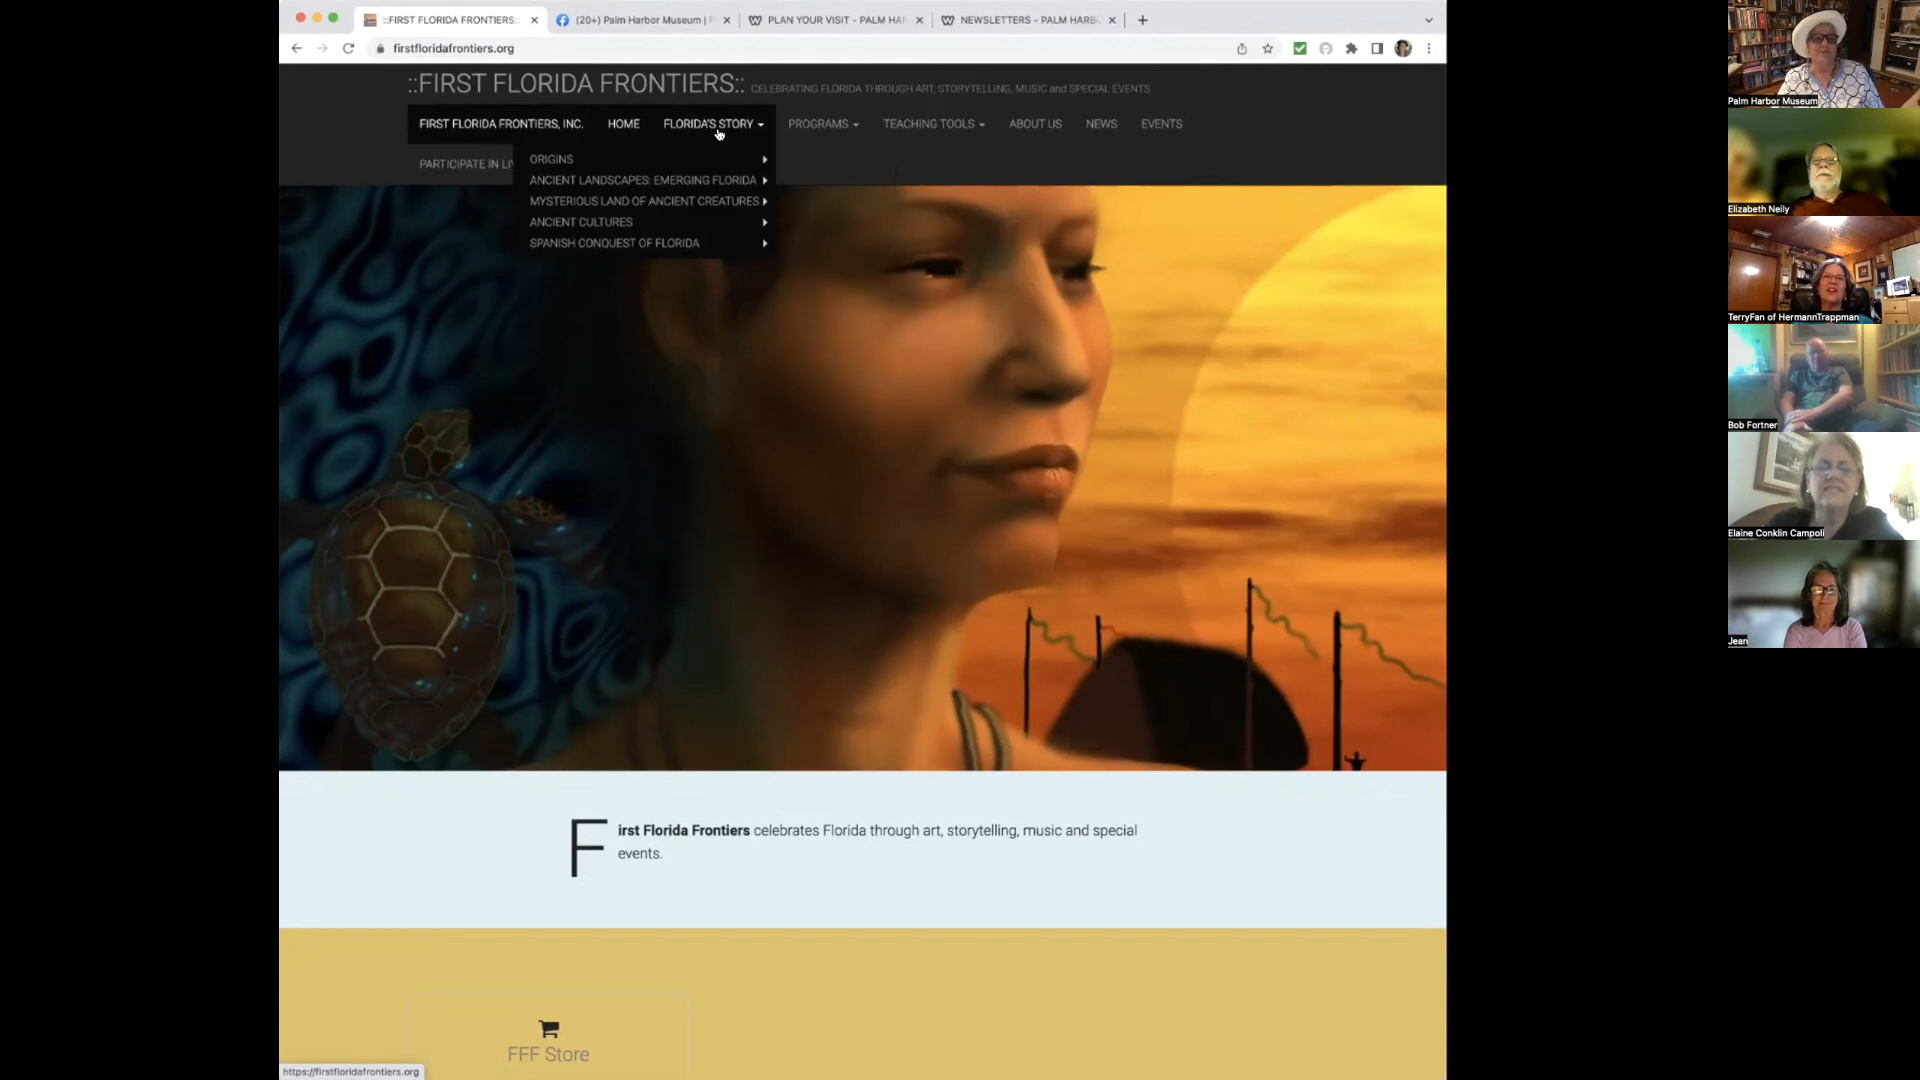 ::FIRST FLORIDA FRONTIERS::
(20+) Palm Harbor Museum | F
PLAN YOUR VISIT - PALM HAR
NEWSLETTERS - PALM HARB
firstfloridafrontiers.org
::FIRST FLORIDA FRONTIERS:: CELEBRATING FLORIDA THROUGH ART, STORYTELLING, MUSIC and SPECIAL EVENTS
FIRST FLORIDA FRONTIERS, INC. HOME FLORIDA'S STORY PROGRAMS TEACHING TOOLS ABOUT US NEWS EVENTS
PARTICIPATE IN LIV
ORIGINS
ANCIENT LANDSCAPES: EMERGING FLORIDA
MYSTERIOUS LAND OF ANCIENT CREATURES
ANCIENT CULTURES
SPANISH CONQUEST OF FLORIDA
First Florida Frontiers celebrates Florida through art, storytelling, music and special
events.
FFF Store
https://firstfloridafrontiers.org
Palm Harbor Museum
Elizabeth Neily
TerryFan of HermannTrappman
Bob Fortner
Elaine Conklin Campoli
Jean